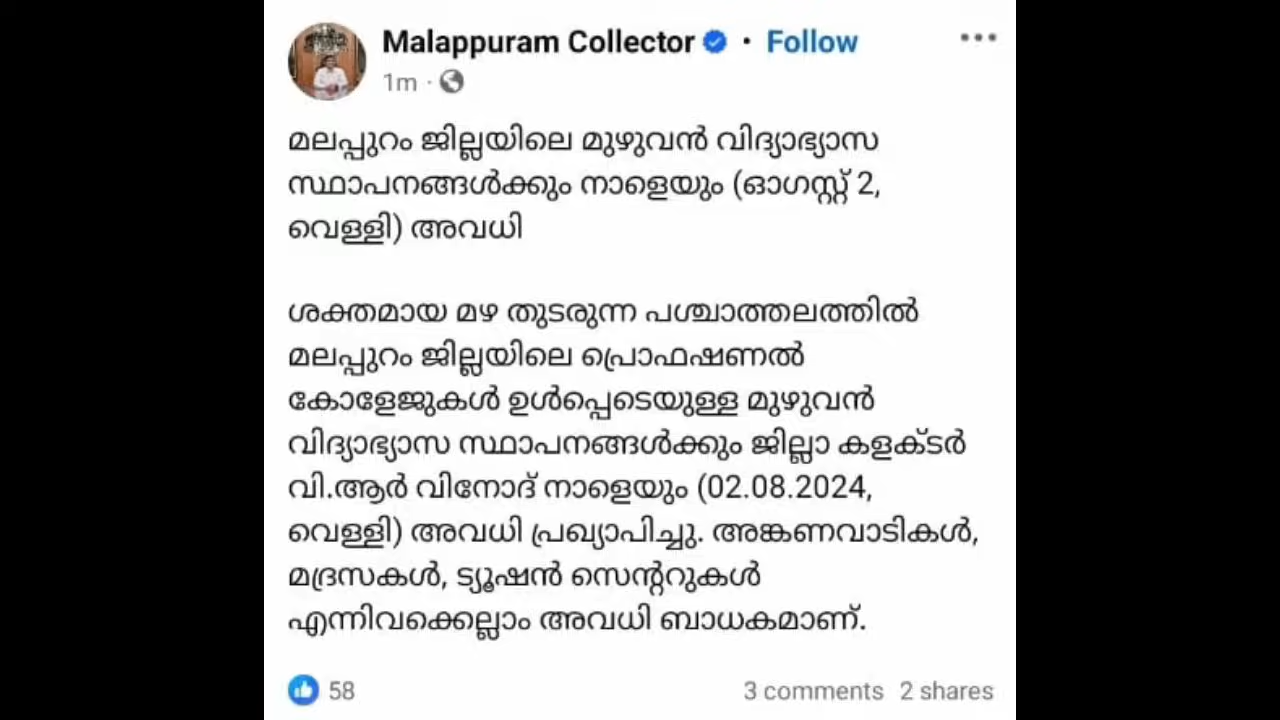 Malappuram Collector • Follow
1m ·
മലപ്പുറം ജില്ലയിലെ മുഴുവൻ വിദ്യാഭ്യാസ
സ്ഥാപനങ്ങൾക്കും നാളെയും (ഓഗസ്റ്റ് 2,
വെള്ളി) അവധി
ശക്തമായ മഴ തുടരുന്ന പശ്ചാത്തലത്തിൽ
മലപ്പുറം ജില്ലയിലെ പ്രൊഫഷണൽ
കോളേജുകൾ ഉൾപ്പെടെയുള്ള മുഴുവൻ
വിദ്യാഭ്യാസ സ്ഥാപനങ്ങൾക്കും ജില്ലാ കളക്ടർ
വി.ആർ വിനോദ് നാളെയും (02.08.2024,
വെള്ളി) അവധി പ്രഖ്യാപിച്ചു. അങ്കണവാടികൾ,
മദ്രസകൾ, ട്യൂഷൻ സെന്ററുകൾ
എന്നിവക്കെല്ലാം അവധി ബാധകമാണ്.
58 3 comments 2 shares